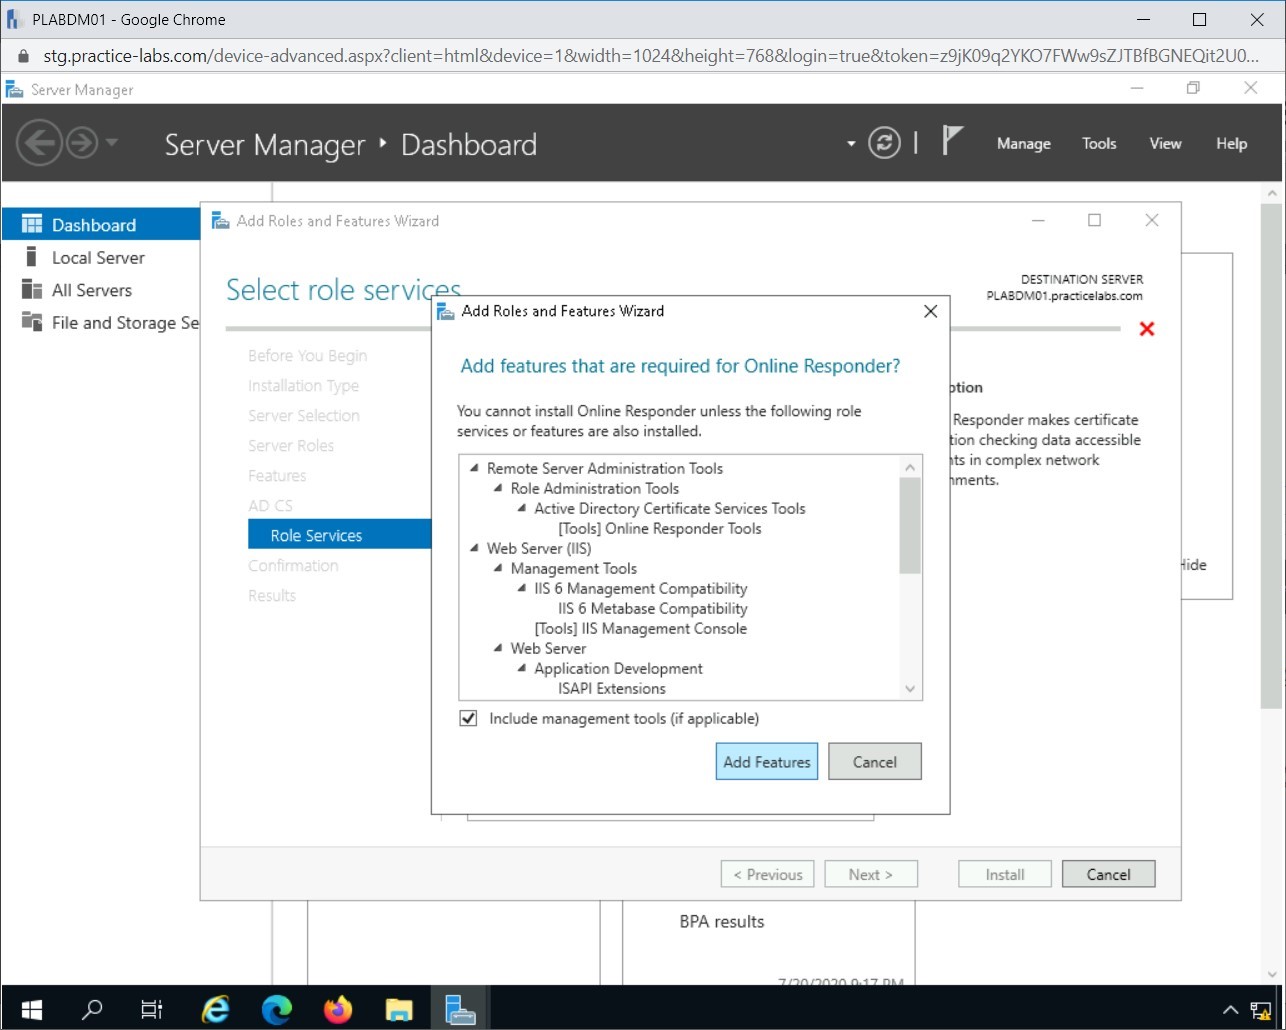 PLABDM01 - Google Chrome
stg.practice-labs.com/device-advanced.aspx?client=html&device=1&width=1024&height=768&login=true&token=z9jK09q2YKO7FWw9sZJTBfBGNEQit2U0...
Server Manager
Server Manager ‣ Dashboard
Manage Tools View Help
Dashboard
Local Server
All Servers
File and Storage Se
Add Roles and Features Wizard
Select role services
DESTINATION SERVER
PLABDM01.practicelabs.com
Before You Begin
Installation Type
Server Selection
Server Roles
Features
AD CS
Role Services
Confirmation
Results
Add Roles and Features Wizard
Add features that are required for Online Responder?
You cannot install Online Responder unless the following role
services or features are also installed.
Remote Server Administration Tools
Role Administration Tools
Active Directory Certificate Services Tools
[Tools] Online Responder Tools
Web Server (IIS)
Management Tools
IIS 6 Management Compatibility
IIS 6 Metabase Compatibility
[Tools] IIS Management Console
Web Server
Application Development
ISAPI Extensions
Include management tools (if applicable)
Add Features Cancel
ption
Responder makes certificate
tion checking data accessible
nts in complex network
nments.
Hide
< Previous Next > Install Cancel
BPA results
7/20/2020 9:17 PM